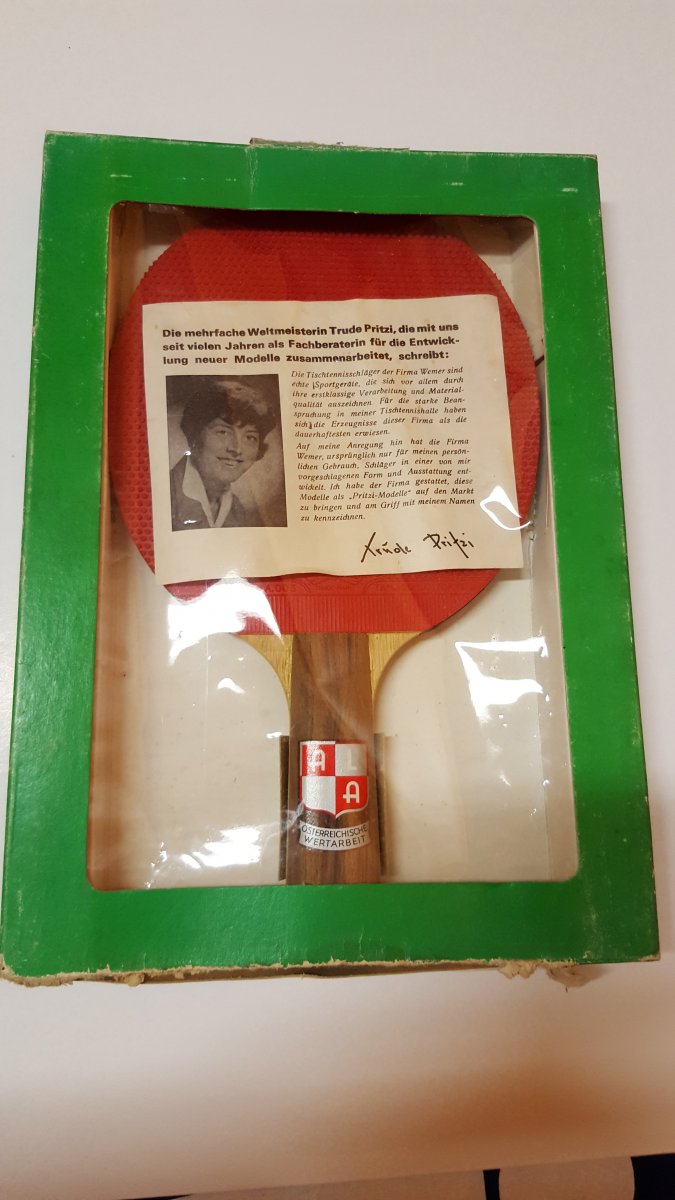 Die mehrfache Weltmeisterin Trude Pritzi, die mit uns
seit vielen Jahren als Fachberaterin für die Entwick-
lung neuer Modelle zusammenarbeitet, schreibt:
Die Tischtennisschläger der Firma Wemer sind
echte Sportgeräte, die sich vor allem durch
ihre erstklassige Verarbeitung und Material-
qualität auszeichnen. Für die starke Bean-
spruchung in meiner Tischtennishalle haben
sich die Erzeugnisse dieser Firma als die
dauerhaftesten erwiesen.
Auf meine Anregung hin hat die Firma
Wemer, ursprünglich nur für meinen persön-
lichen Gebrauch, Schläger in einer von mir
vorgeschlagenen Form und Ausstattung ent-
wickelt. Ich habe der Firma gestattet, diese
Modelle als „Pritzi-Modelle" auf den Markt
zu bringen und am Griff mit meinem Namen
zu kennzeichnen.
Trude Pritzi
A L
A
ÖSTERREICHISCHE
WERTARBEIT